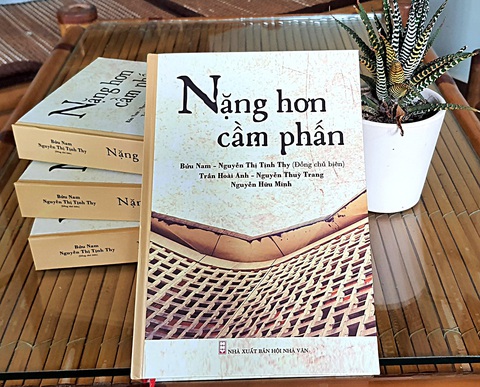 Nặng hơn
cầm phấn
Bửu Nam - Nguyễn Thị Tịnh Thy (Đồng chủ biên)
Trần Hoài Anh - Nguyễn Thuỳ Trang
Nguyễn Hữu Minh
NHÀ XUẤT BẢN HỘI NHÀ VĂN
Nặng hơn
cầm phấ
Bửu Nam
Nguyễn Thị Tịnh Thy
Nặng
Bửu Nam
Nguyễn Thị Tịnh Thy
Nặn
Bửu Nam
Nguyễn Thị Tịnh Thy